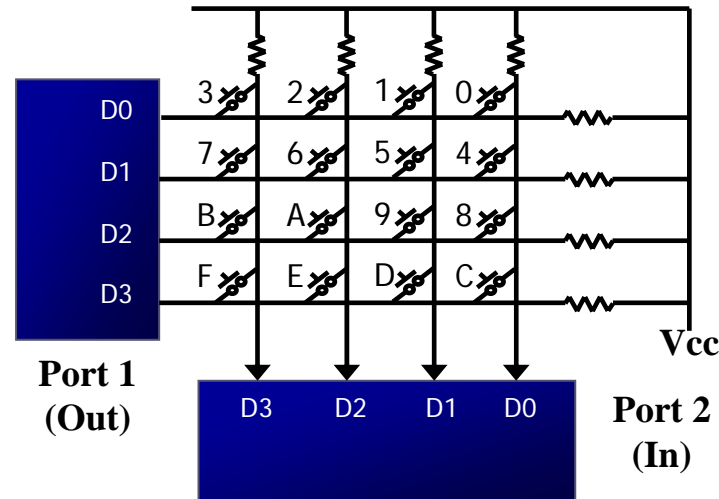 3 2 1 0
D0
7 6 5 4
D1
B A 9 8
D2
F E D C
D3
Vcc
Port 1
(Out)
D3 D2 D1 D0
Port 2
(In)